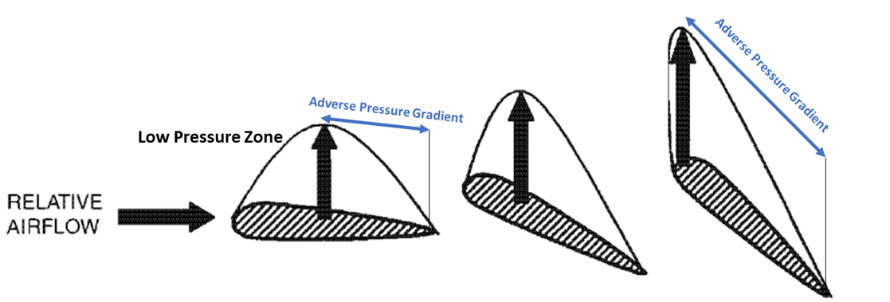 Adverse Pressure Gradient
Adverse Pressure Gradient
Low Pressure Zone
RELATIVE
AIRFLOW